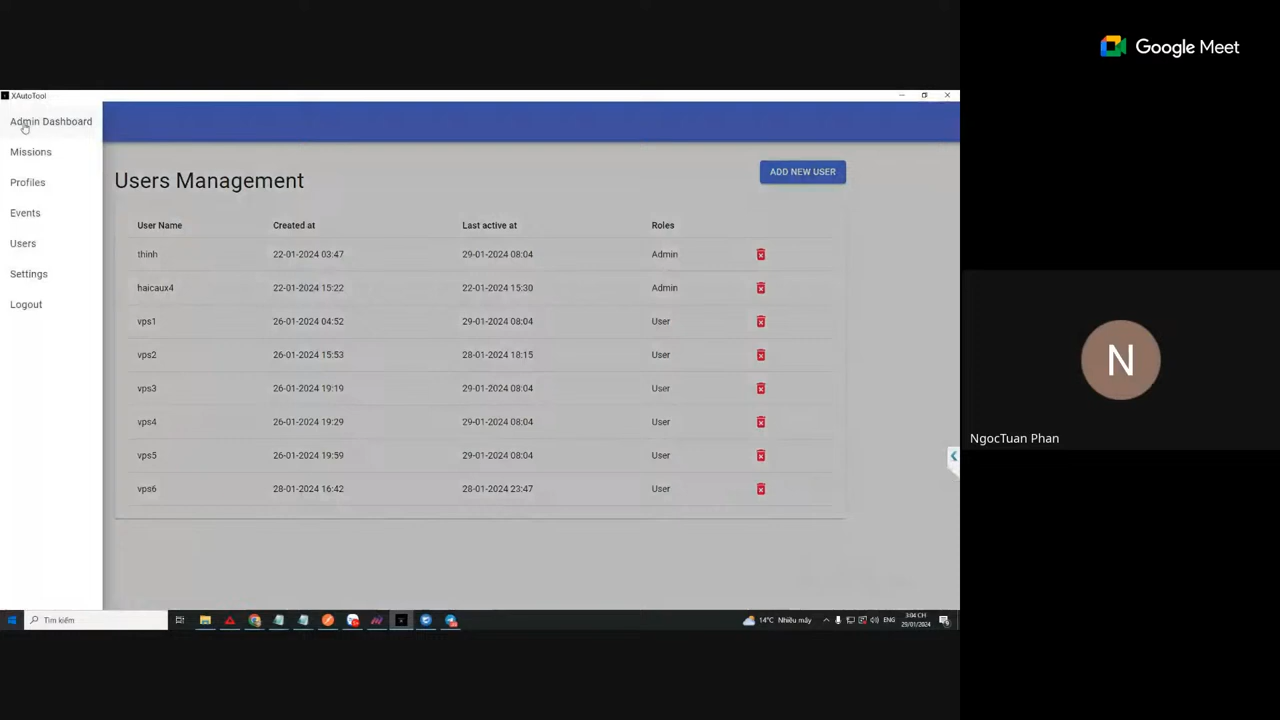 Google Meet
XAutoTool
Admin Dashboard
Missions
Profiles
Events
Users
Settings
Logout
Users Management
ADD NEW USER
User Name Created at Last active at Roles
thinh 22-01-2024 03:47 29-01-2024 08:04 Admin
haicaux4 22-01-2024 15:22 22-01-2024 15:30 Admin
vps1 26-01-2024 04:52 29-01-2024 08:04 User
vps2 26-01-2024 15:53 28-01-2024 18:15 User
vps3 26-01-2024 19:19 29-01-2024 08:04 User
vps4 26-01-2024 19:29 29-01-2024 08:04 User
vps5 26-01-2024 19:59 29-01-2024 08:04 User
vps6 28-01-2024 16:42 28-01-2024 23:47 User
N
NgocTuan Phan
Tìm kiếm
14°C Nhiều mây
ENG
3:04 CH
29/01/2024